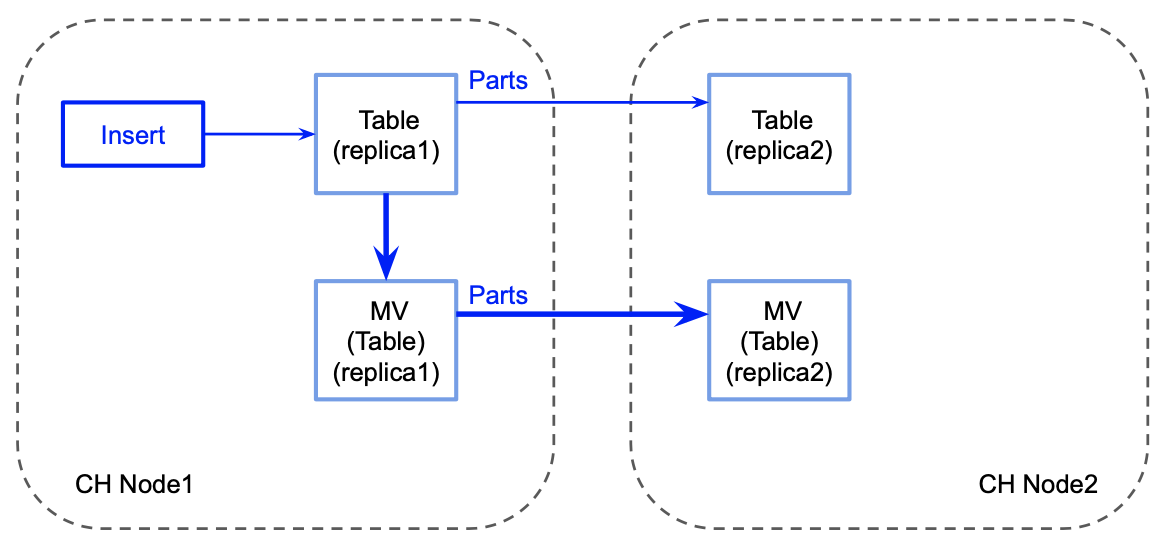 Parts
Insert
Table
(replica1)
Table
(replica2)
Parts
MV
(Table)
(replica1)
MV
(Table)
(replica2)
CH Node1
CH Node2